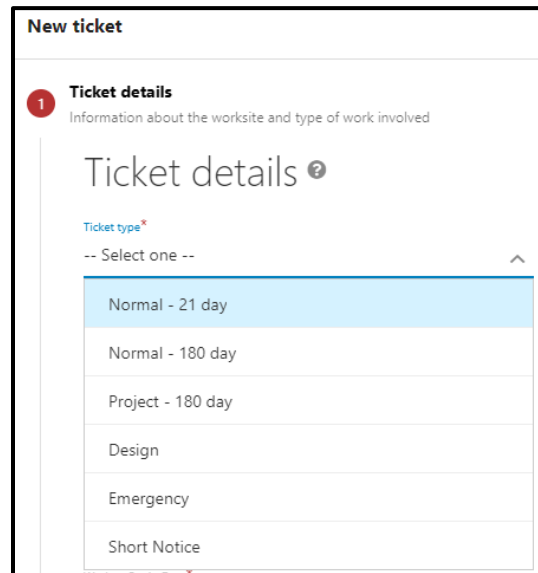 New ticket
1
Ticket details
Information about the worksite and type of work involved
Ticket details ?
Ticket type*
-- Select one --
Normal - 21 day
Normal - 180 day
Project - 180 day
Design
Emergency
Short Notice